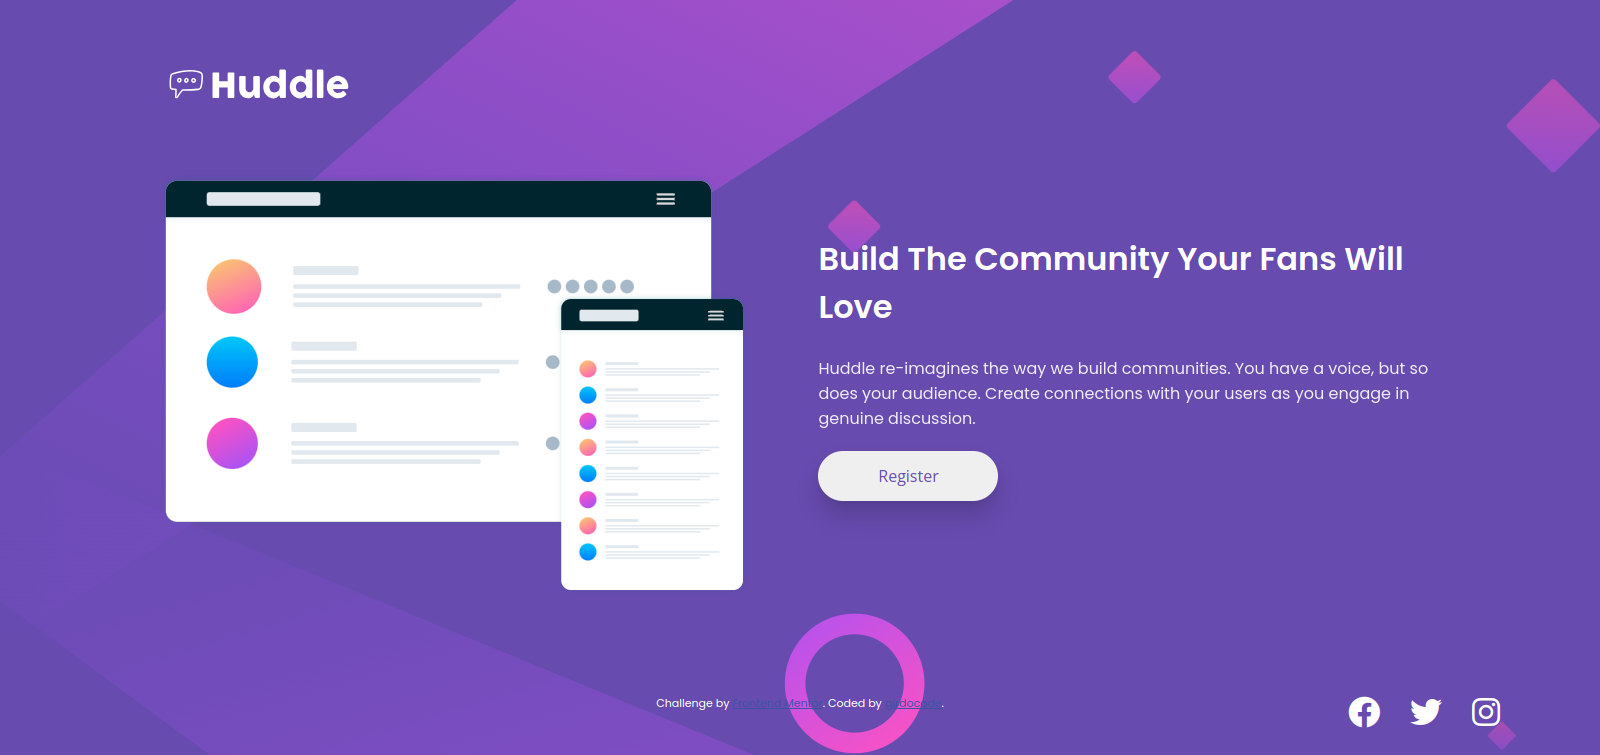 Huddle
Build The Community Your Fans Will
Love
Huddle re-imagines the way we build communities. You have a voice, but so
does your audience. Create connections with your users as you engage in
genuine discussion.
Register
Challenge by Frontend Mentor. Coded by